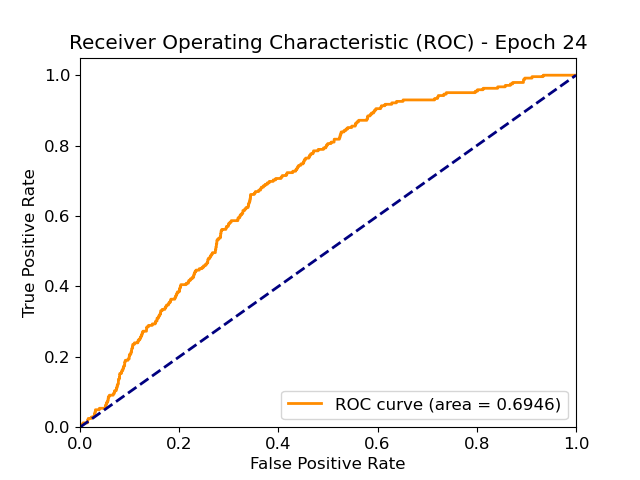 Receiver Operating Characteristic (ROC) - Epoch 24
1.0
0.8
0.6
0.4
0.2
0.0
True Positive Rate
ROC curve (area = 0.6946)
0.0 0.2 0.4 0.6 0.8 1.0
False Positive Rate